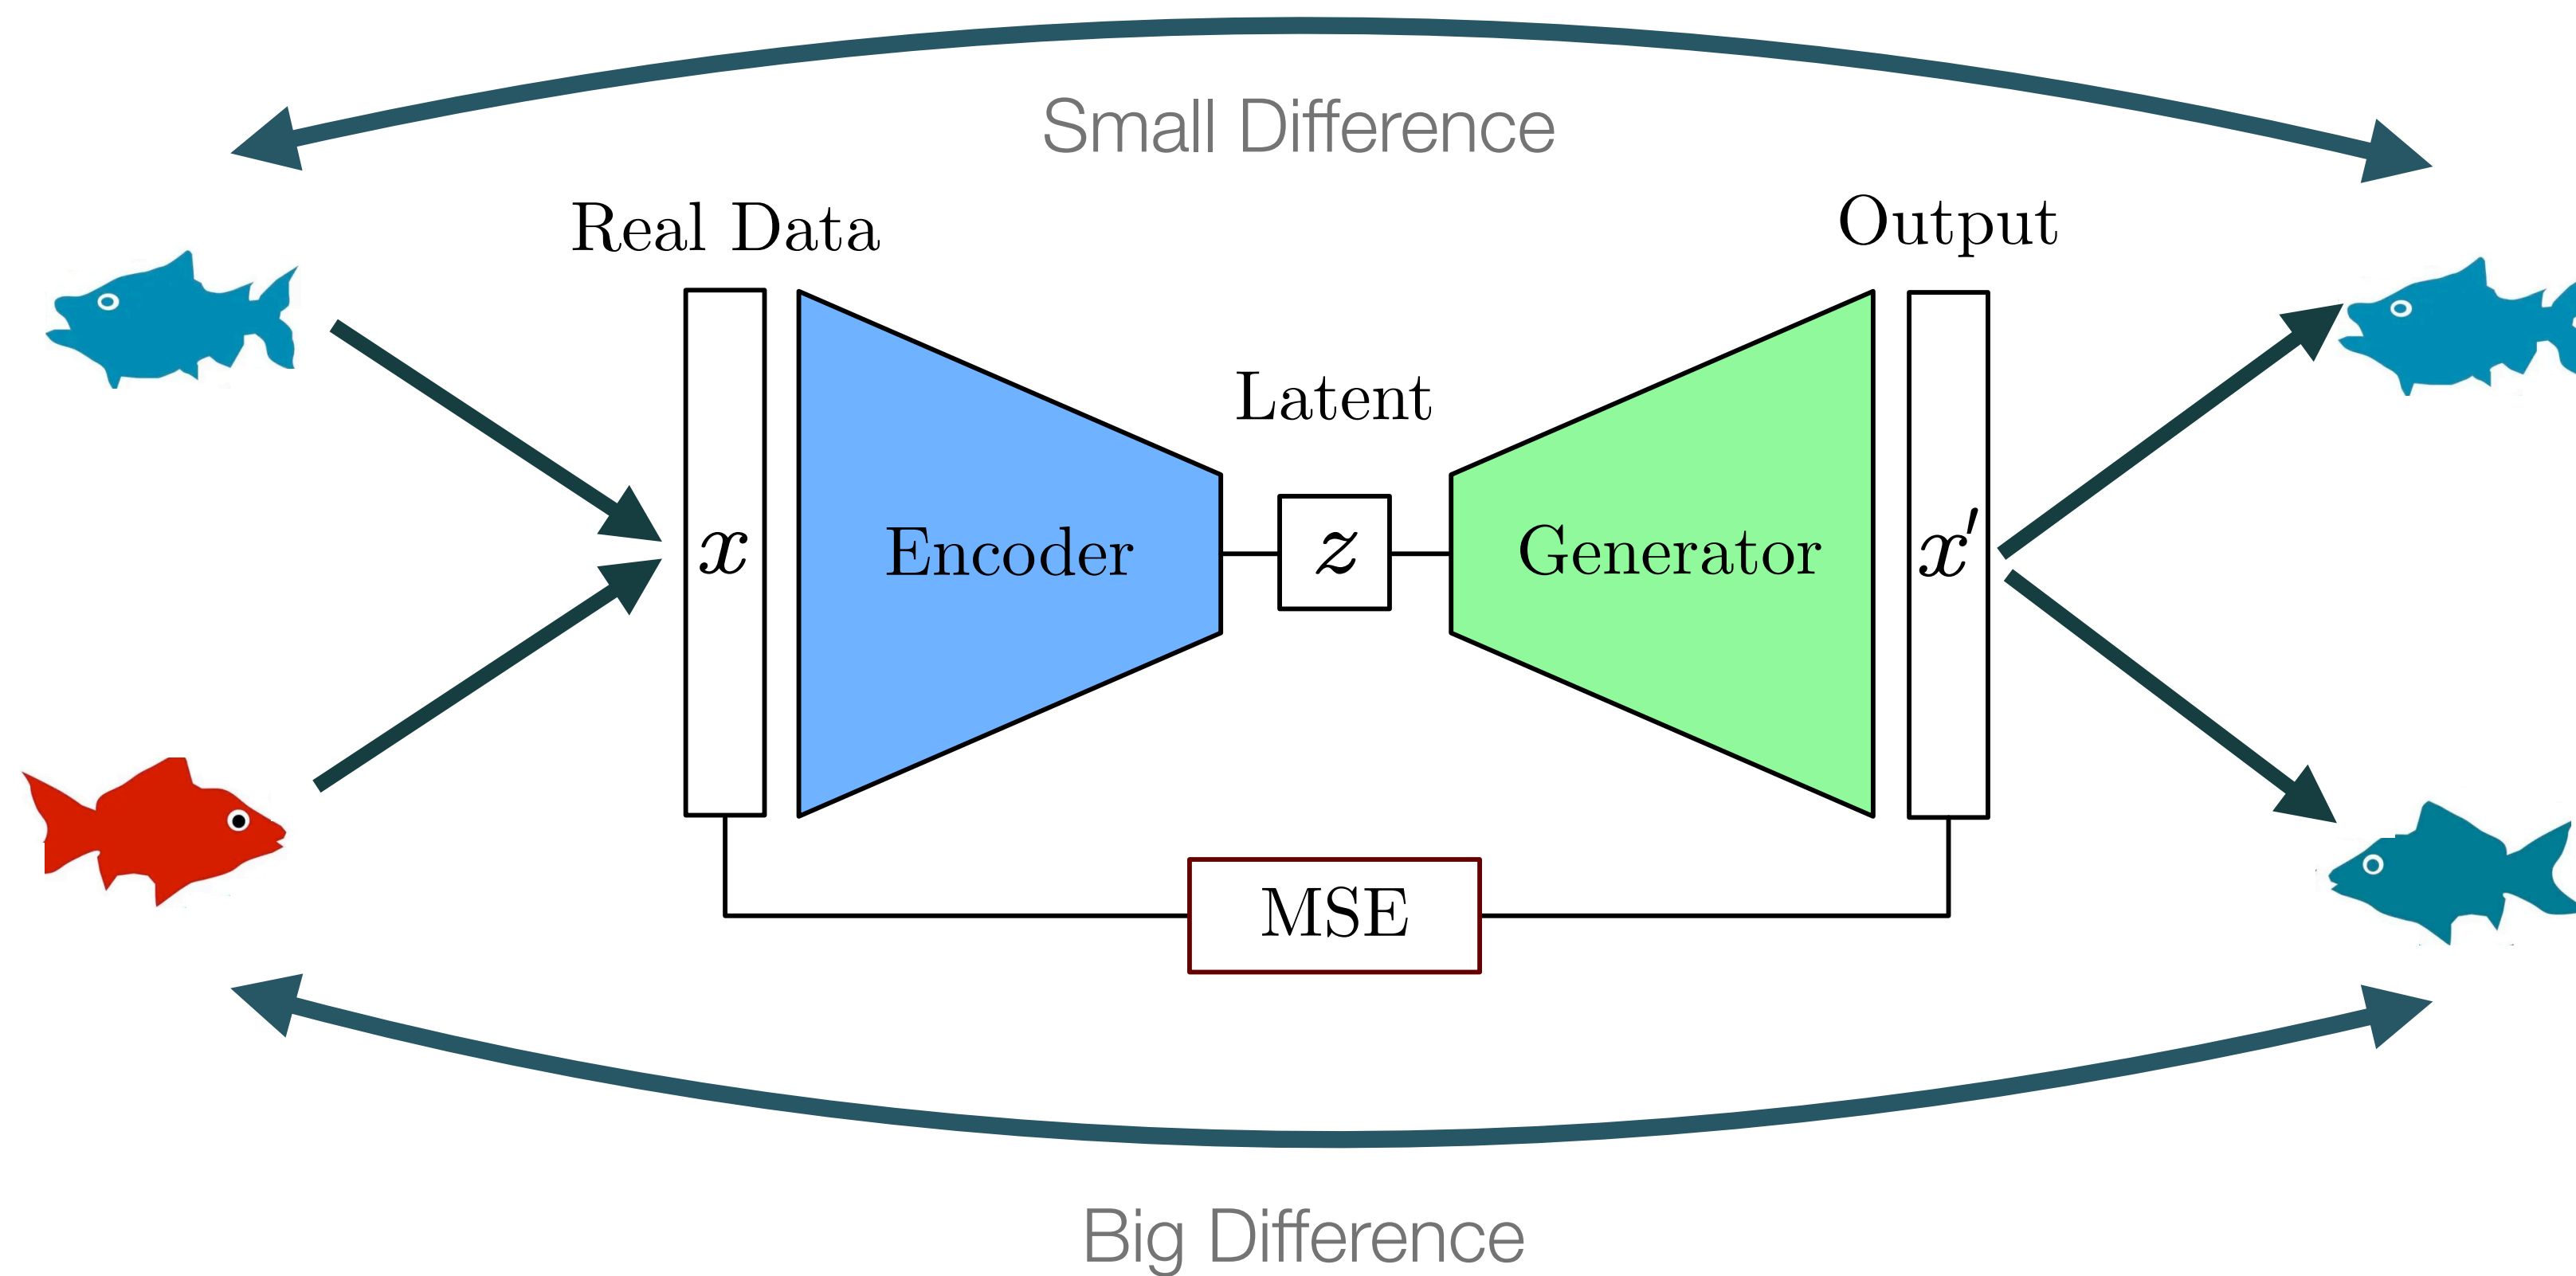 Small Difference
Real Data
Output
Latent
x
Encoder
z
Generator
x′
MSE
Big Difference